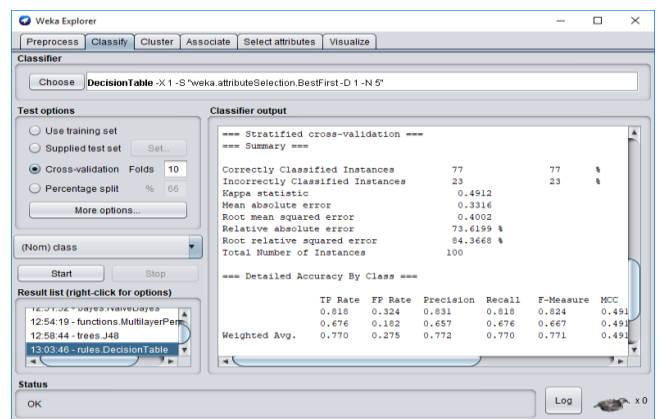 Weka Explorer
Preprocess Classify Cluster Associate Select attributes Visualize
Classifier
Choose DecisionTable -X 1 -S "weka.attributeSelection.BestFirst -D 1 -N 5"
Test options
Use training set
Supplied test set Set...
Cross-validation Folds 10
Percentage split % 66
More options...
(Nom) class
Start Stop
Result list (right-click for options)
12:54:19 - functions.MultilayerPer
12:58:44 - trees.J48
13:03:46 - rules.DecisionTable
Classifier output
=== Stratified cross-validation ===
=== Summary ===
Correctly Classified Instances 77 77 %
Incorrectly Classified Instances 23 23 %
Kappa statistic 0.4912
Mean absolute error 0.3316
Root mean squared error 0.4002
Relative absolute error 73.6199 %
Root relative squared error 84.3668 %
Total Number of Instances 100
=== Detailed Accuracy By Class ===
TP Rate FP Rate Precision Recall F-Measure MCC
0.818 0.324 0.831 0.818 0.824 0.491
0.676 0.182 0.657 0.676 0.667 0.491
Weighted Avg. 0.770 0.275 0.772 0.770 0.771 0.491
Status
OK
Log x 0